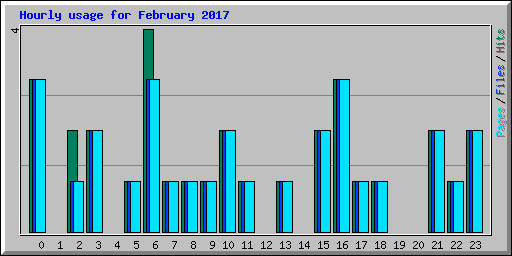 Hourly usage for February 2017
4
Pages/Files/Hits
0 1 2 3 4 5 6 7 8 9 10 11 12 13 14 15 16 17 18 19 20 21 22 23